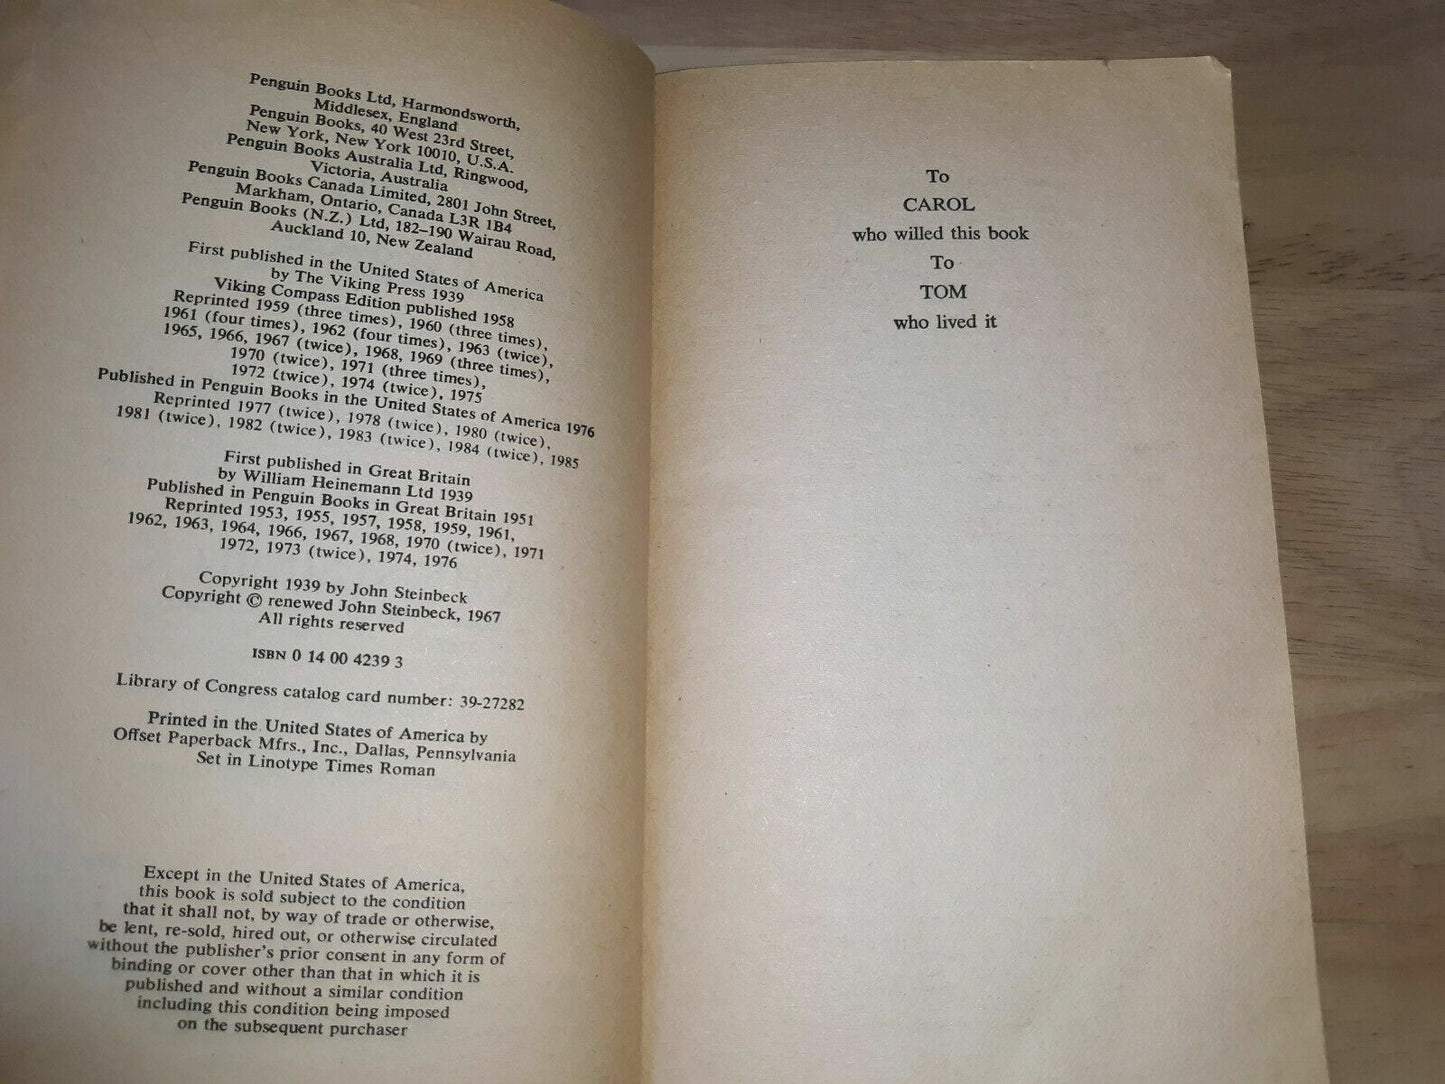 Penguin Books Ltd, Harmondsworth,
Middlesex, England
Penguin Books, 40 West 23rd Street,
New York, New York 10010, U.S.A.
Penguin Books Australia Ltd, Ringwood,
Victoria, Australia
Penguin Books Canada Limited, 2801 John Street,
Markham, Ontario, Canada L3R 1B4
Penguin Books (N.Z.) Ltd, 182–190 Wairau Road,
Auckland 10, New Zealand
First published in the United States of America
by The Viking Press 1939
Viking Compass Edition published 1958
Reprinted 1959 (three times), 1960 (three times),
1961 (four times), 1962 (four times), 1963 (twice),
1965, 1966, 1967 (twice), 1968, 1969 (three times),
1970 (twice), 1971 (three times),
1972 (twice), 1974 (twice), 1975
Published in Penguin Books in the United States of America 1976
Reprinted 1977 (twice), 1978 (twice), 1980 (twice),
1981 (twice), 1982 (twice), 1983 (twice), 1984 (twice), 1985
First published in Great Britain
by William Heinemann Ltd 1939
Published in Penguin Books in Great Britain 1951
Reprinted 1953, 1955, 1957, 1958, 1959, 1961,
1962, 1963, 1964, 1966, 1967, 1968, 1970 (twice), 1971
1972, 1973 (twice), 1974, 1976
Copyright 1939 by John Steinbeck
Copyright © renewed John Steinbeck, 1967
All rights reserved
ISBN 0 14 00 4239 3
Library of Congress catalog card number: 39-27282
Printed in the United States of America by
Offset Paperback Mfrs., Inc., Dallas, Pennsylvania
Set in Linotype Times Roman
Except in the United States of America,
this book is sold subject to the condition
that it shall not, by way of trade or otherwise,
be lent, re-sold, hired out, or otherwise circulated
without the publisher's prior consent in any form of
binding or cover other than that in which it is
published and without a similar condition
including this condition being imposed
on the subsequent purchaser
To
CAROL
who willed this book
To
TOM
who lived it